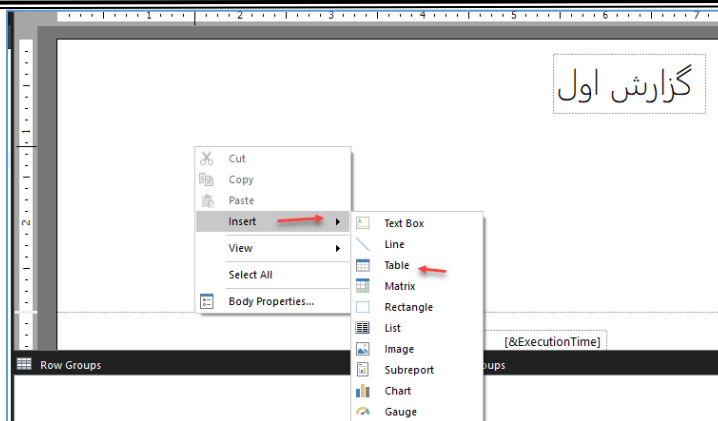 1 2 3 4 5 6 7
گزارش اول
1
2
Cut
Copy
Paste
Insert
View
Select All
Body Properties...
Text Box
Line
Table
Matrix
Rectangle
List
Image
Subreport
Chart
Gauge
[&ExecutionTime]
Row Groups